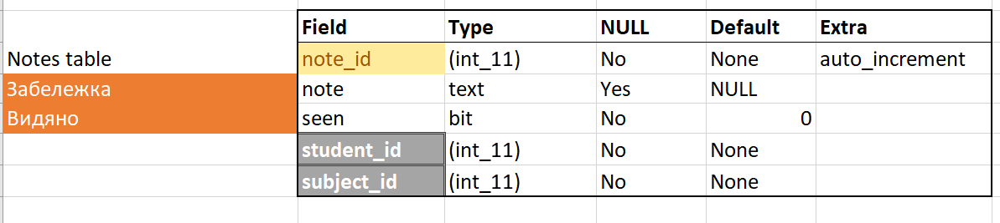 Field Type NULL Default Extra
Notes table note_id (int_11) No None auto_increment
Забележка note text Yes NULL
Видяно seen bit No 0
student_id (int_11) No None
subject_id (int_11) No None